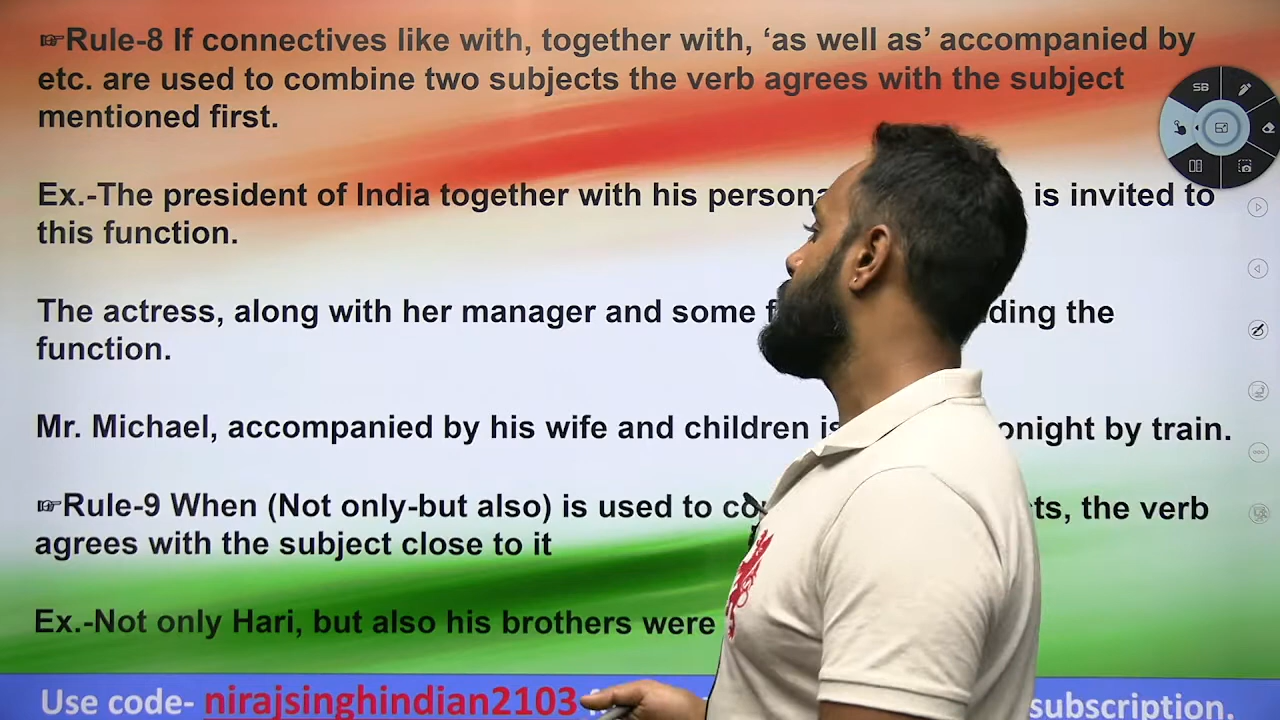 ☞Rule-8 If connectives like with, together with, ‘as well as’ accompanied by
etc. are used to combine two subjects the verb agrees with the subject
mentioned first.
Ex.-The president of India together with his is invited to
this function.
The actress, along with her manager and some the
function.
Mr. Michael, accompanied by his wife and children is by train.
☞Rule-9 When (Not only-but also) is used to the verb
agrees with the subject close to it
Ex.-Not only Hari, but also his brothers were
Use code- nirajsinghindian2103 subscription.
SB